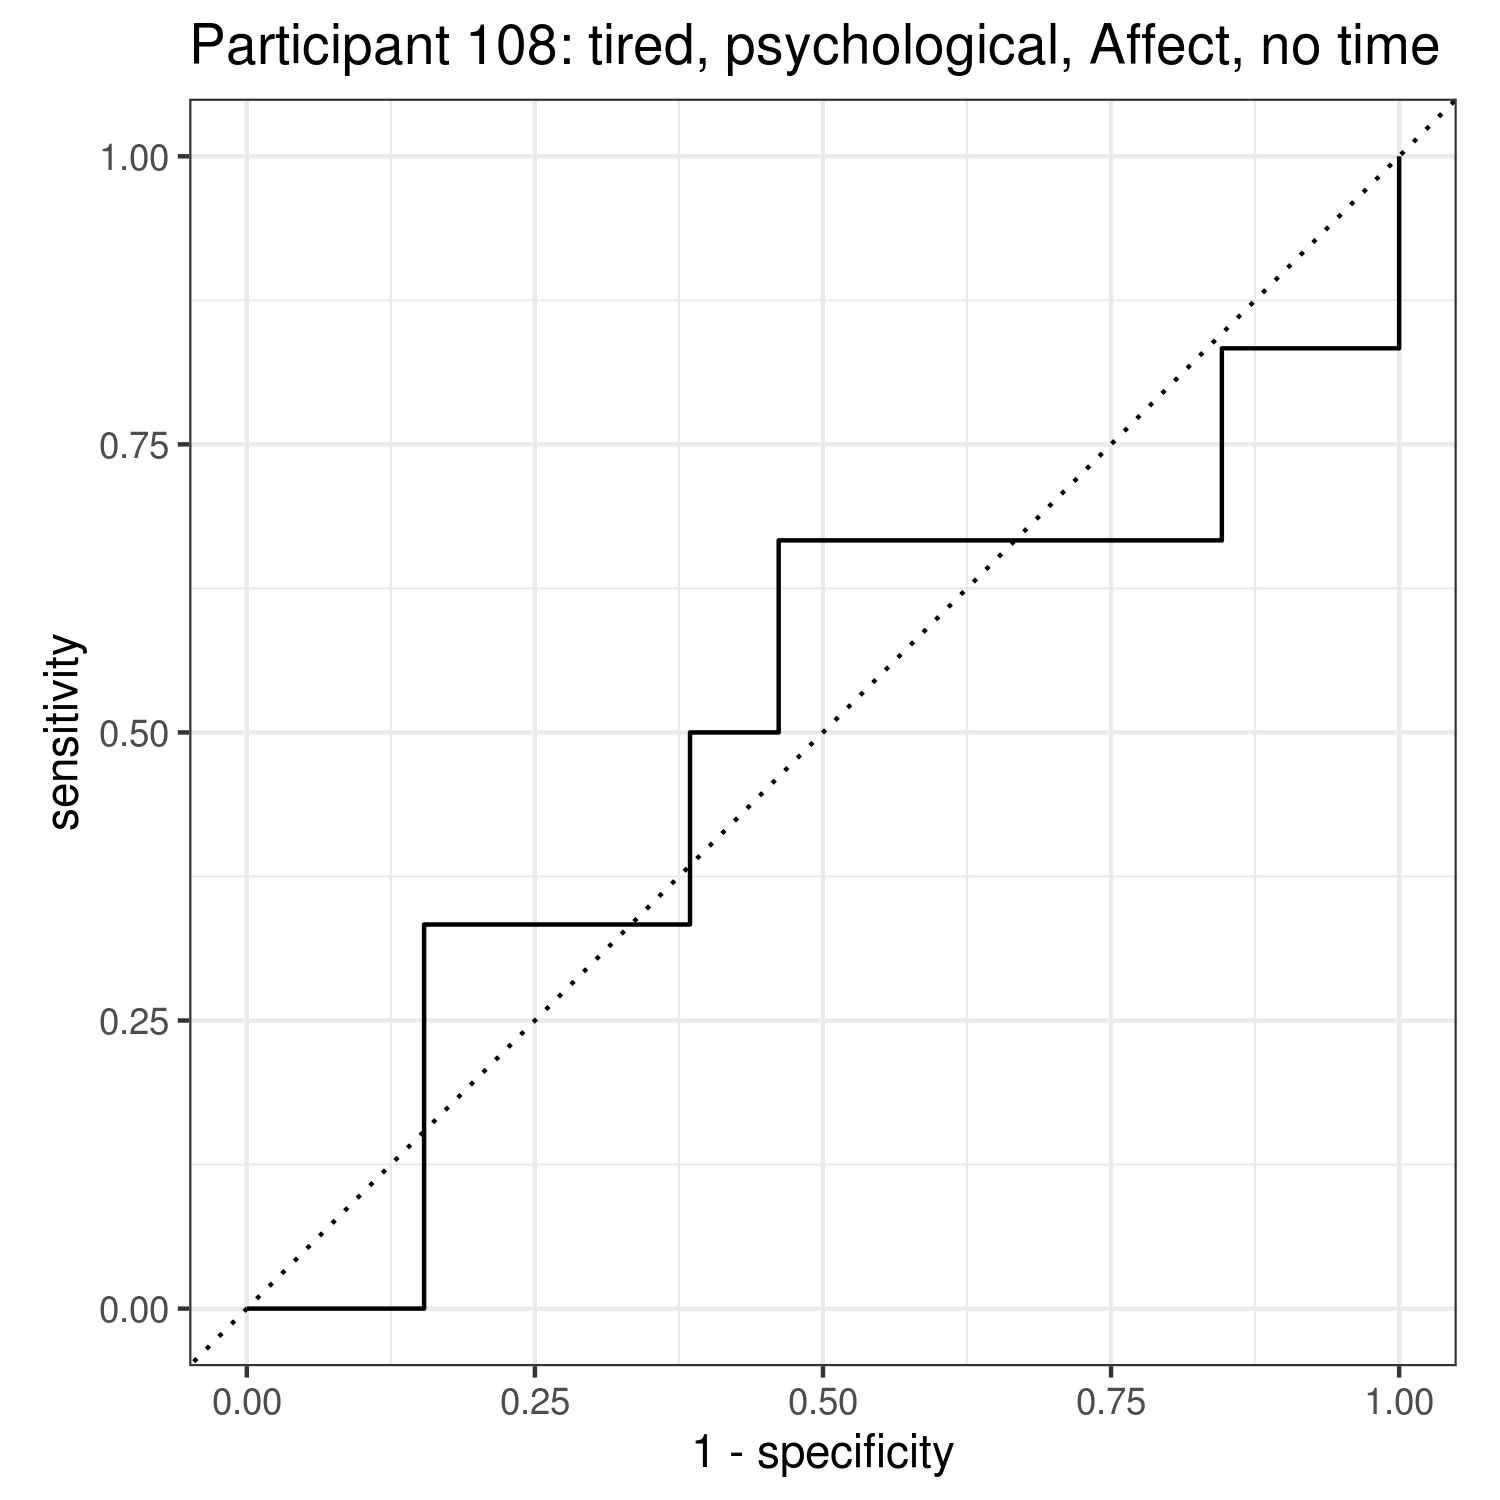 Participant 108: tired, psychological, Affect, no time
1.00
0.75
0.50
0.25
0.00
sensitivity
0.00 0.25 0.50 0.75 1.00
1 - specificity